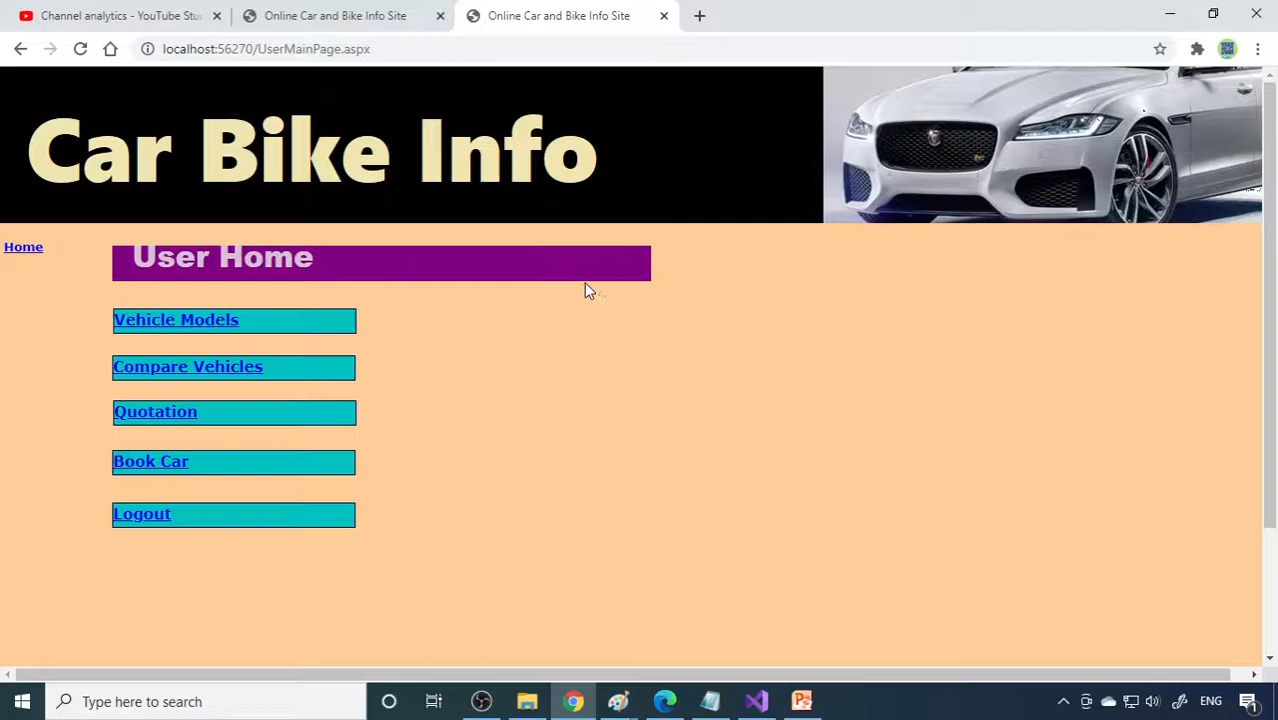 Channel analytics - YouTube Stu
Online Car and Bike Info Site
Online Car and Bike Info Site
localhost:56270/UserMainPage.aspx
Car Bike Info
Home
User Home
Vehicle Models
Compare Vehicles
Quotation
Book Car
Logout
Type here to search
ENG
1